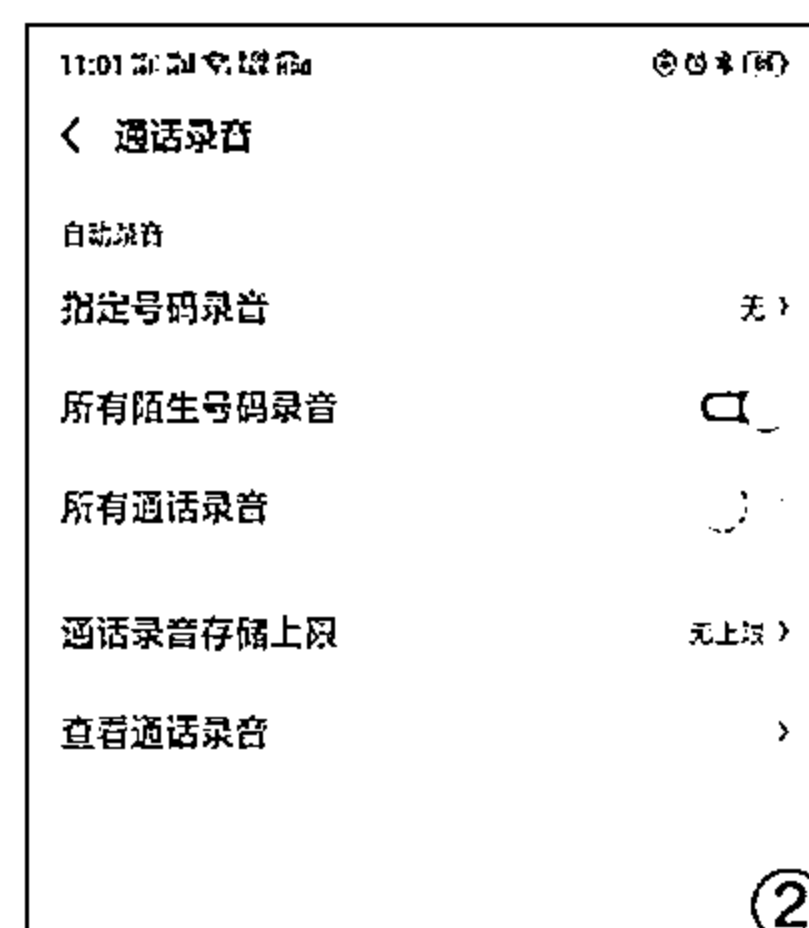 11:01
通话录音
自动录音
指定号码录音 无
所有陌生号码录音
所有通话录音
通话录音存储上限 无上限
查看通话录音
②